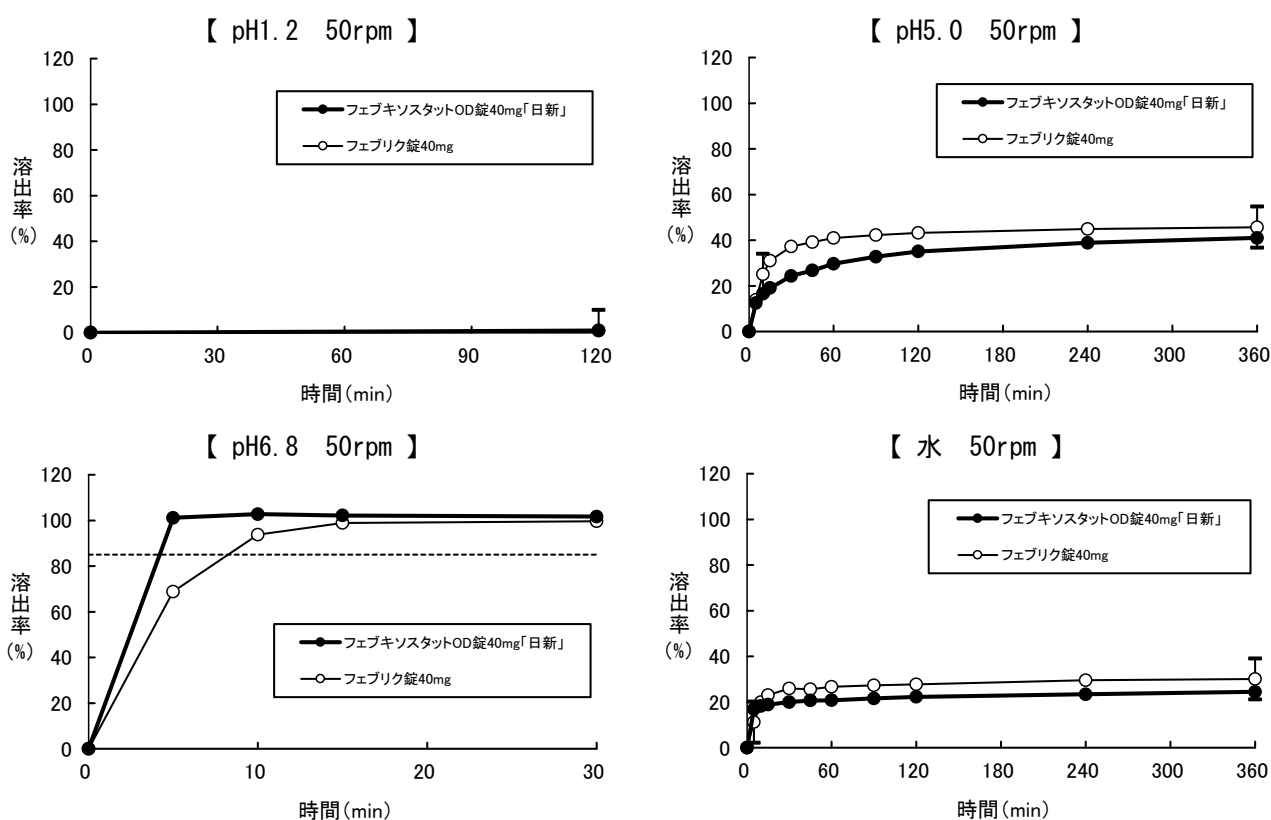 【 pH1.2 50rpm 】
120
100
80
60
40
20
0
溶出率(%)
フェブキソスタットOD錠40mg「日新」
フェブリク錠40mg
0 30 60 90 120
時間(min)
【 pH5.0 50rpm 】
120
100
80
60
40
20
0
溶出率(%)
フェブキソスタットOD錠40mg「日新」
フェブリク錠40mg
0 60 120 180 240 300 360
時間(min)
【 pH6.8 50rpm 】
120
100
80
60
40
20
0
溶出率(%)
フェブキソスタットOD錠40mg「日新」
フェブリク錠40mg
0 10 20 30
時間(min)
【 水 50rpm 】
120
100
80
60
40
20
0
溶出率(%)
フェブキソスタットOD錠40mg「日新」
フェブリク錠40mg
0 60 120 180 240 300 360
時間(min)